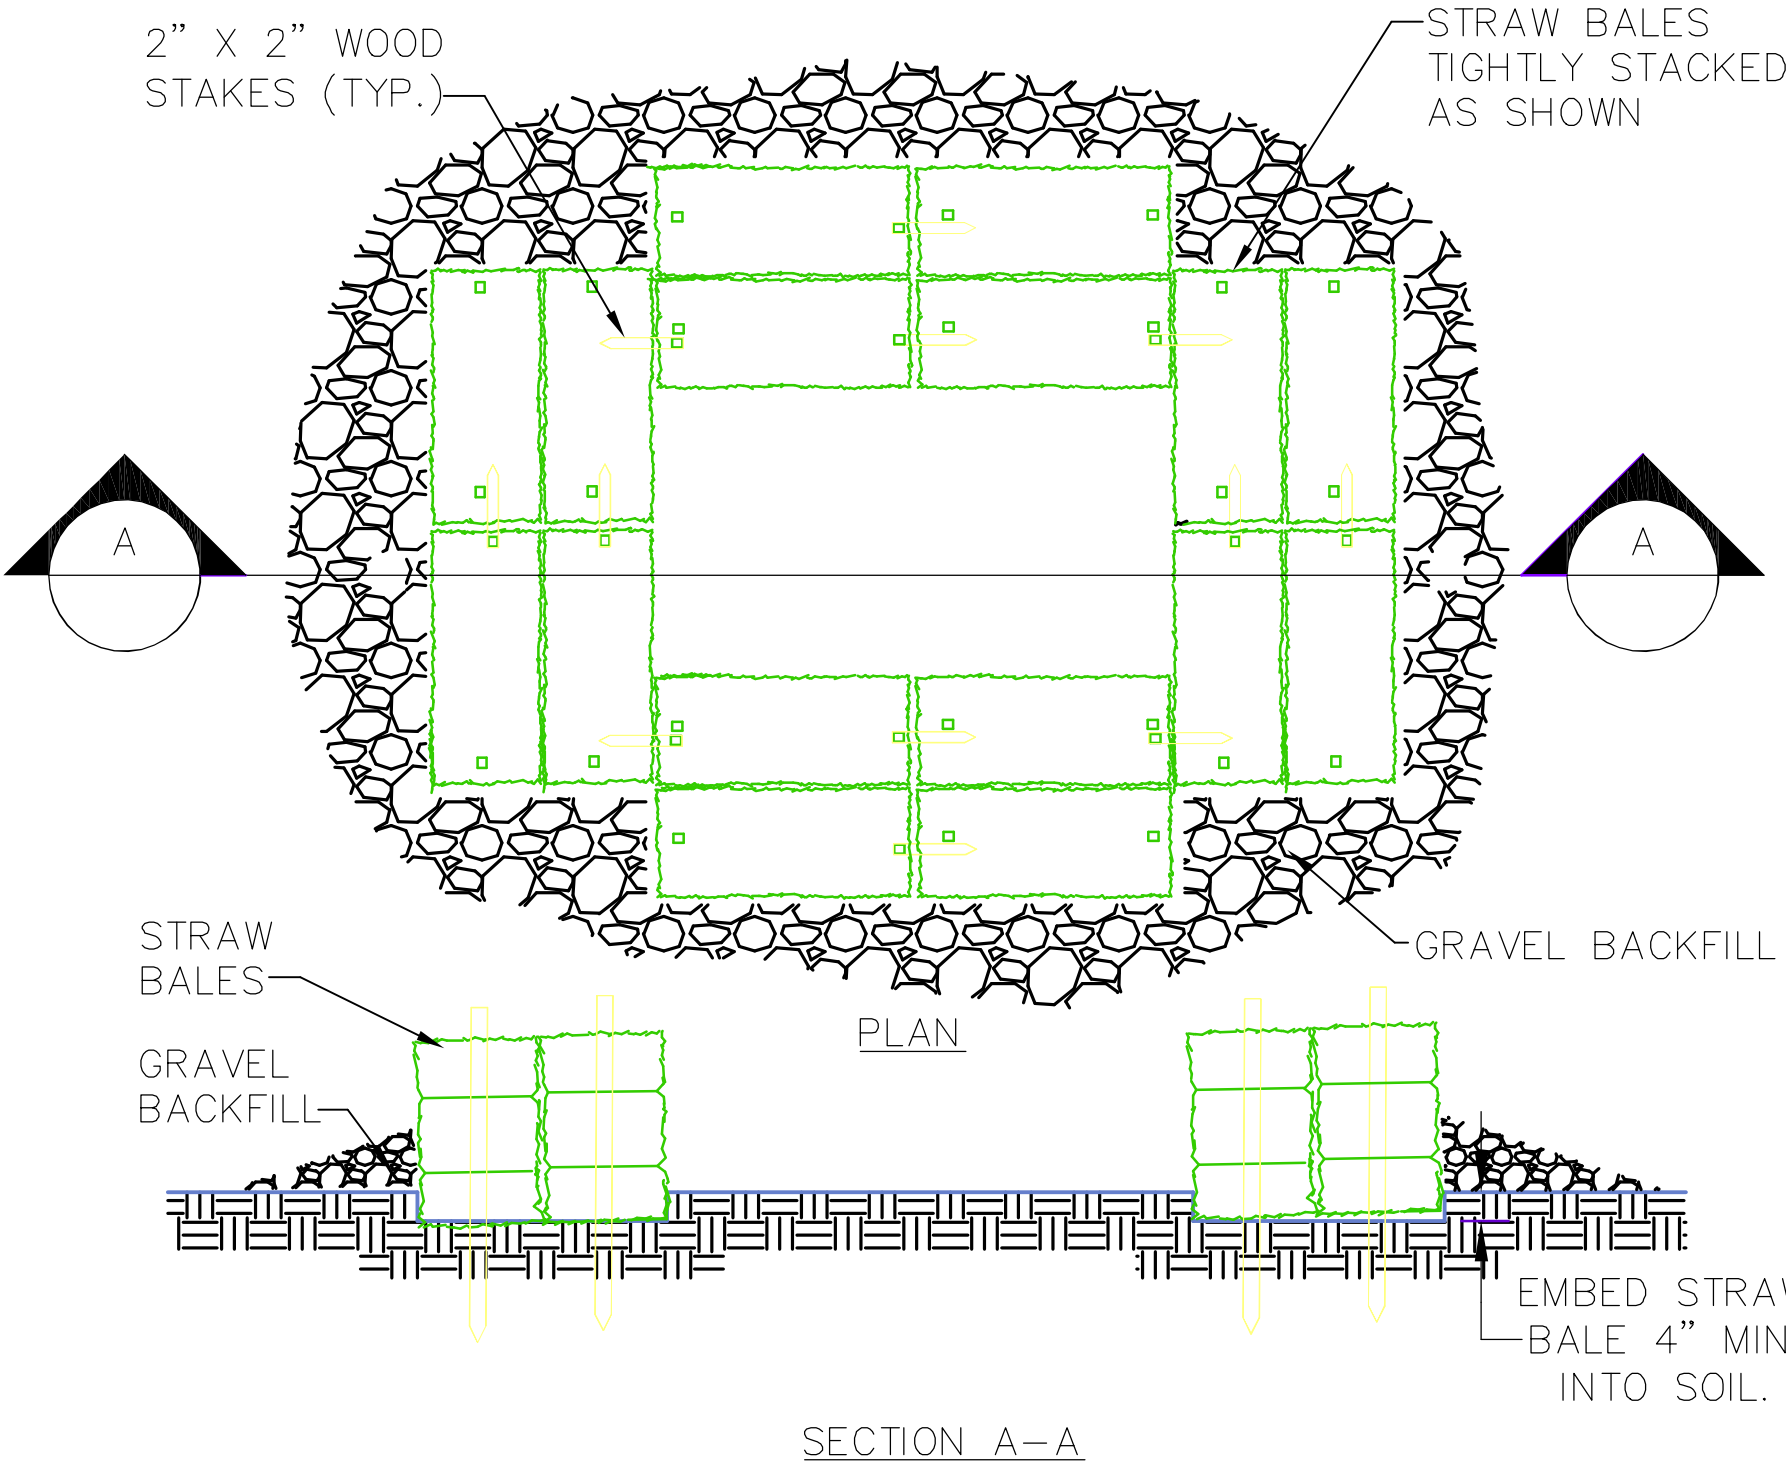 2” X 2” WOOD
STAKES (TYP.)
STRAW BALES
TIGHTLY STACKED
AS SHOWN
A
A
GRAVEL BACKFILL
STRAW
BALES
PLAN
GRAVEL
BACKFILL
EMBED
BALE 4” MIN
INTO SOIL.
SECTION A–A